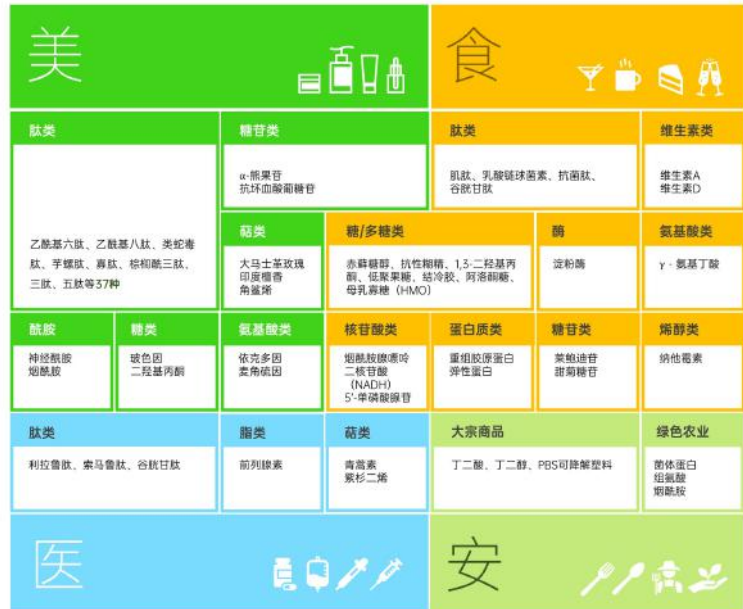 美
食
肽类
乙酰基六肽、乙酰基八肽、类蛇毒
肽、芋螺肽、寡肽、棕榈酰三肽、
三肽、五肽等37种
糖苷类
α-熊果苷
抗坏血酸葡糖苷
肽类
肌肽、乳酸链球菌素、抗菌肽、
谷胱甘肽
维生素类
维生素A
维生素D
萜类
大马士革玫瑰
印度檀香
角鲨烯
糖/多糖类
赤藓糖醇、抗性糊精、1,3-二羟基丙
酮、低聚果糖、结冷胶、阿洛酮糖、
母乳寡糖（HMO）
酶
淀粉酶
氨基酸类
γ - 氨基丁酸
酰胺
神经酰胺
烟酰胺
糖类
玻色因
二羟基丙酮
氨基酸类
依克多因
麦角硫因
核苷酸类
烟酰胺腺嘌呤
二核苷酸
（NADH）
5'-单磷酸腺苷
蛋白质类
重组胶原蛋白
弹性蛋白
糖苷类
莱鲍迪苷
甜菊糖苷
烯醇类
纳他霉素
肽类
利拉鲁肽、索马鲁肽、谷胱甘肽
脂类
前列腺素
萜类
青蒿素
紫杉二烯
大宗商品
丁二酸、丁二醇、PBS可降解塑料
绿色农业
菌体蛋白
组氨酸
烟酰胺
医
安